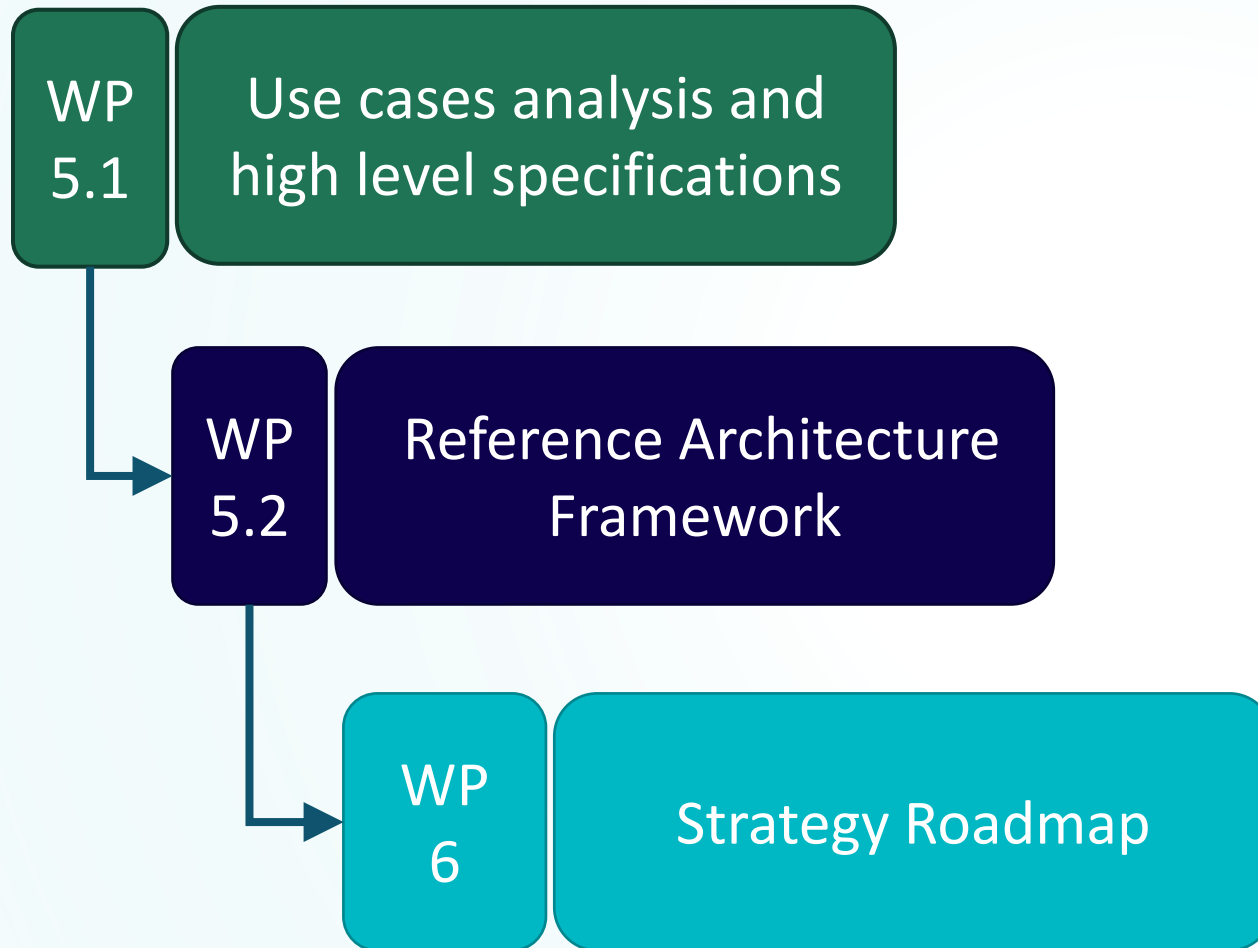 WP
5.1
Use cases analysis and
high level specifications
WP
5.2
Reference Architecture
Framework
WP
6
Strategy Roadmap